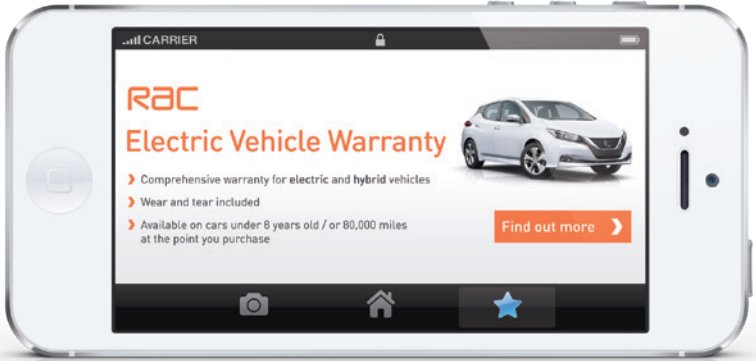 CARRIER
RAC
Electric Vehicle Warranty
Comprehensive warranty for electric and hybrid vehicles
Wear and tear included
Available on cars under 8 years old / or 80,000 miles
at the point you purchase
Find out more